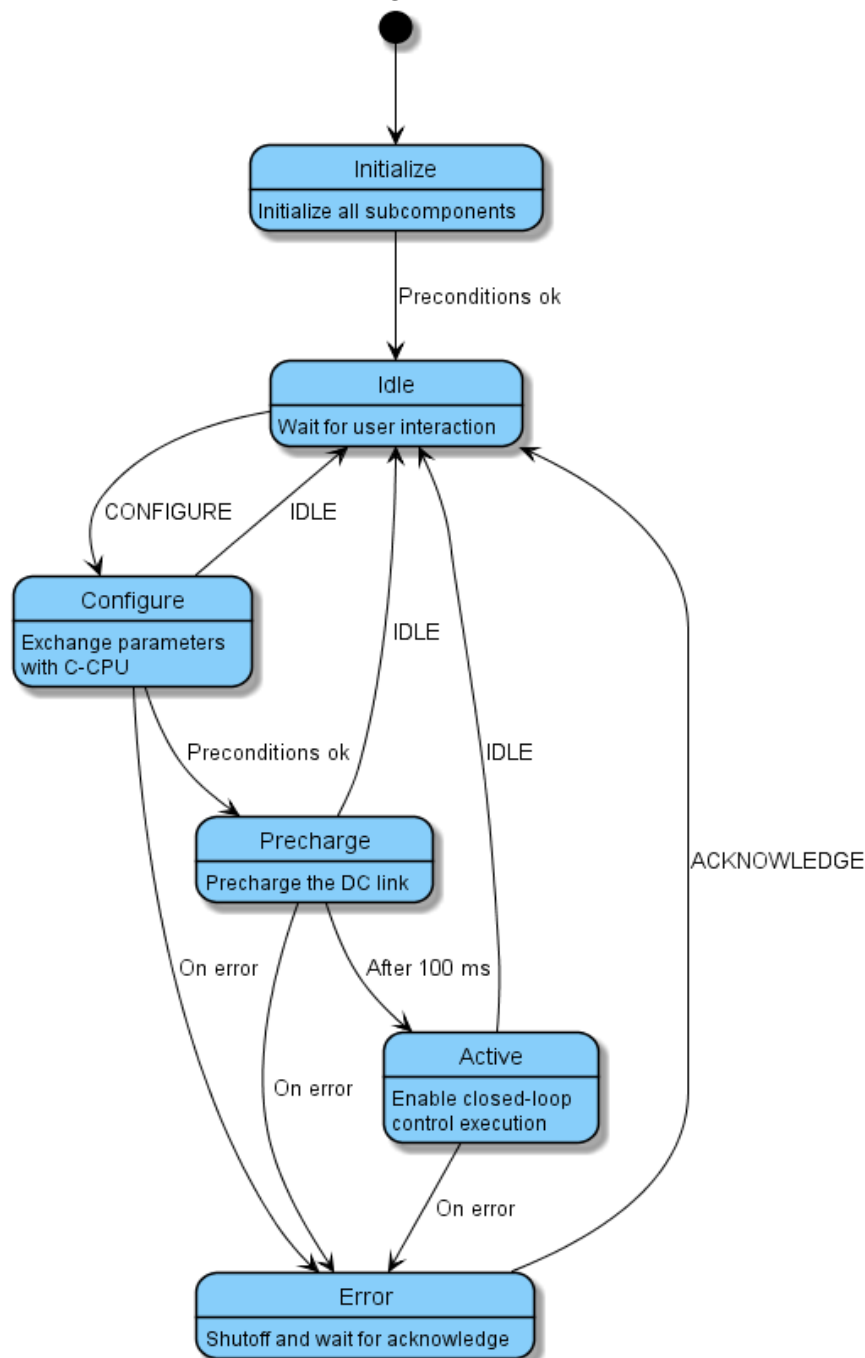 Initialize
Initialize all subcomponents
Preconditions ok
Idle
Wait for user interaction
CONFIGURE
IDLE
Configure
Exchange parameters
with C-CPU
IDLE
Preconditions ok
IDLE
Precharge
Precharge the DC link
ACKNOWLEDGE
On error
After 100 ms
Active
Enable closed-loop
control execution
On error
On error
Error
Shutoff and wait for acknowledge